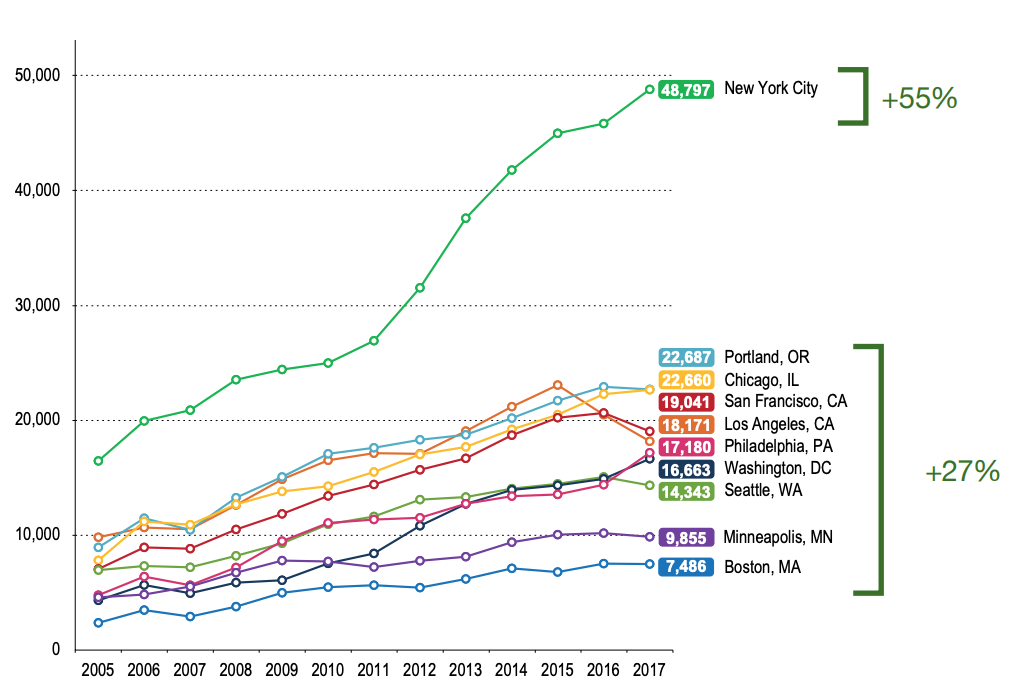 50,000
40,000
30,000
20,000
10,000
0
2005 2006 2007 2008 2009 2010 2011 2012 2013 2014 2015 2016 2017
48,797 New York City
+55%
22,687 Portland, OR
22,660 Chicago, IL
19,041 San Francisco, CA
18,171 Los Angeles, CA
17,180 Philadelphia, PA
16,663 Washington, DC
14,343 Seattle, WA
9,855 Minneapolis, MN
7,486 Boston, MA
+27%